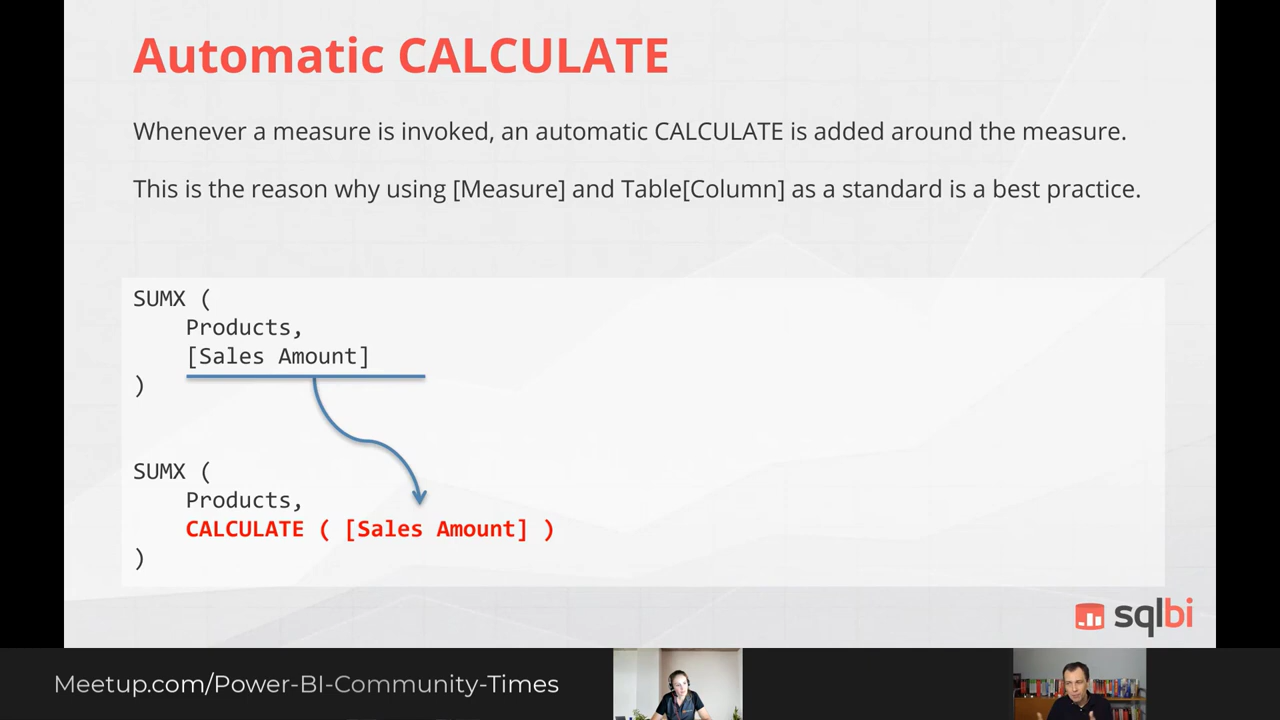 Automatic CALCULATE
Whenever a measure is invoked, an automatic CALCULATE is added around the measure.
This is the reason why using [Measure] and Table[Column] as a standard is a best practice.
SUMX (
    Products,
    [Sales Amount]
)
SUMX (
    Products,
    CALCULATE ( [Sales Amount] )
)
sqlbi
Meetup.com/Power-BI-Community-Times